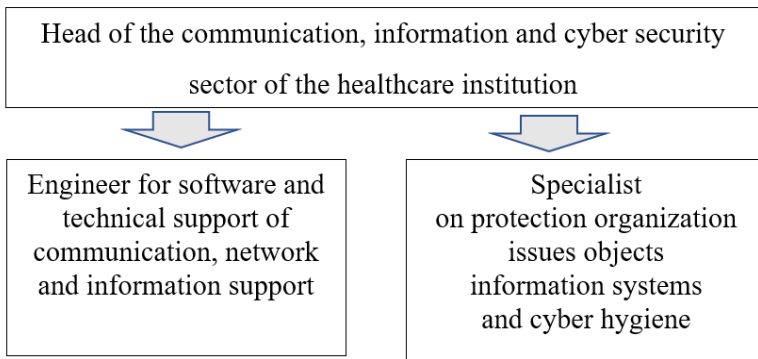 Head of the communication, information and cyber security
sector of the healthcare institution
Engineer for software and
technical support of
communication, network
and information support
Specialist
on protection organization
issues objects
information systems
and cyber hygiene